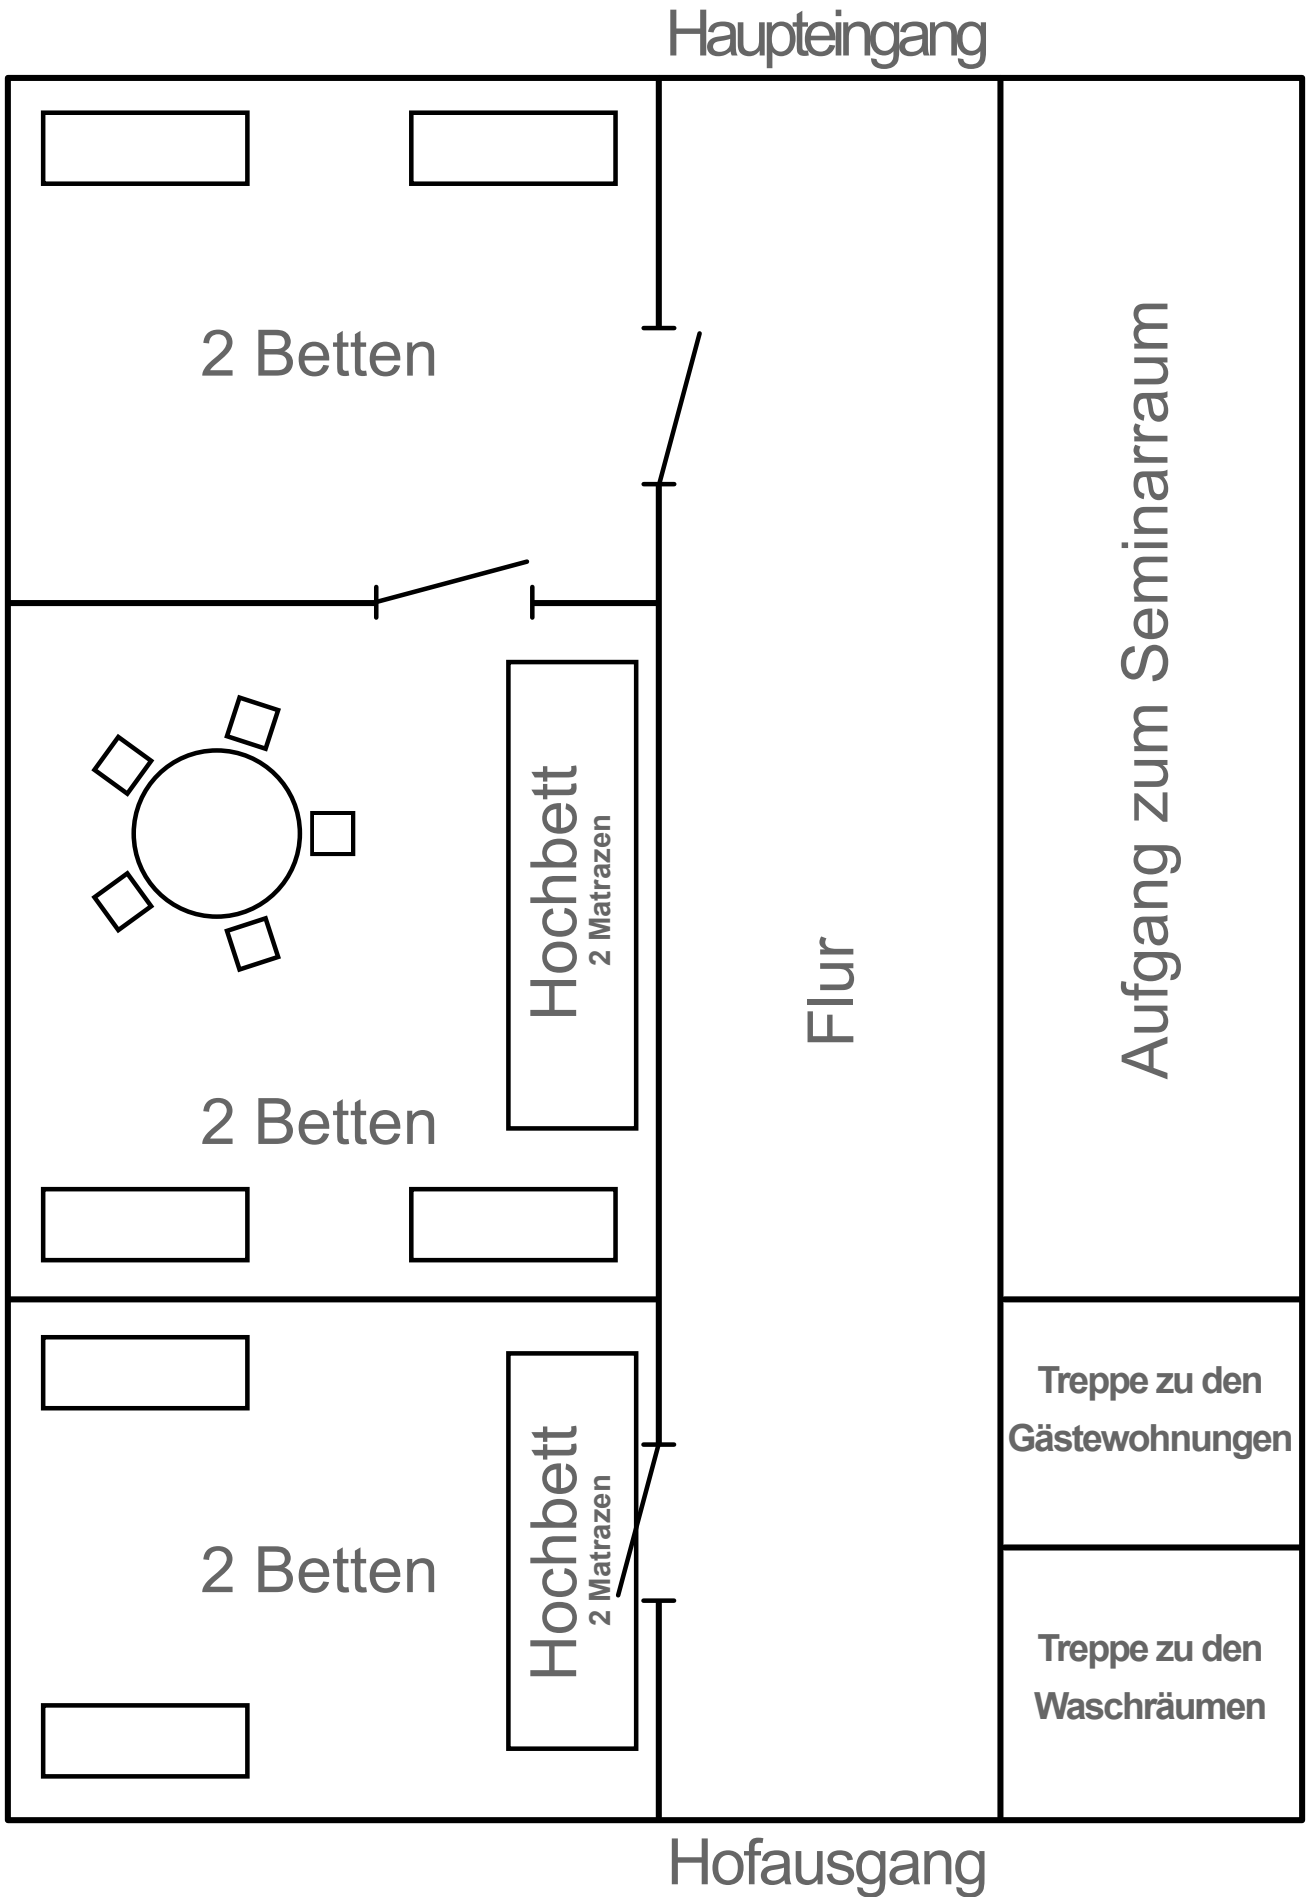 Haupteingang
2 Betten
Hochbett
2 Matrazen
2 Betten
2 Betten
Hochbett
2 Matrazen
Flur
Aufgang zum Seminarraum
Treppe zu den
Gästewohnungen
Treppe zu den
Waschräumen
Hofausgang